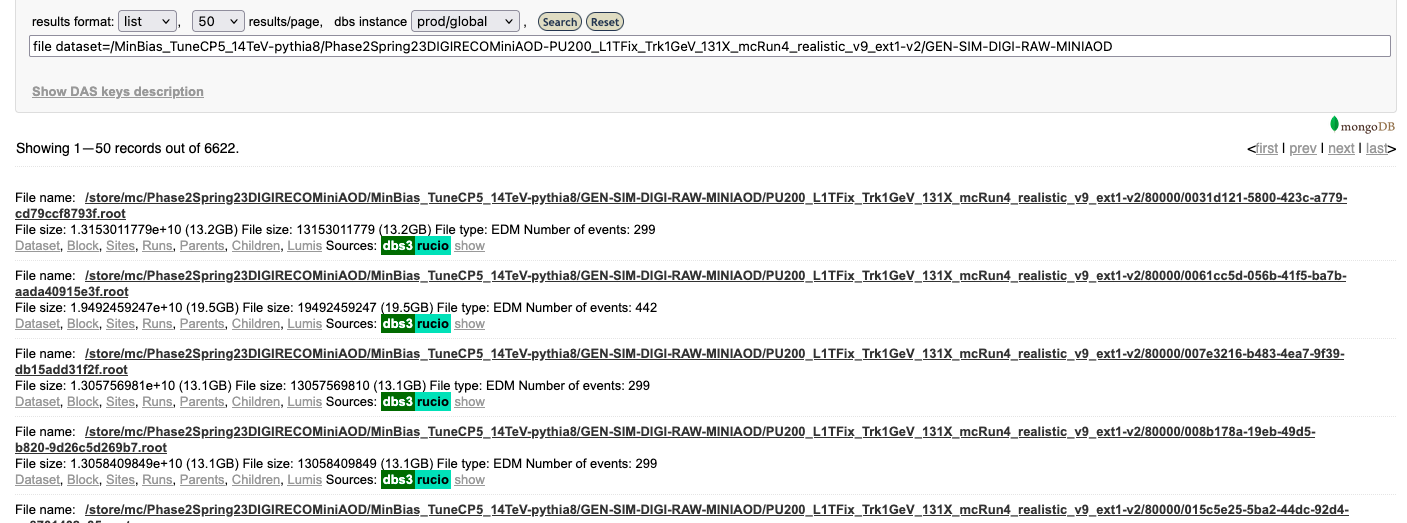 results format: list , 50 results/page, dbs instance prod/global , Search Reset
file dataset=/MinBias_TuneCP5_14TeV-pythia8/Phase2Spring23DIGIRECOMiniAOD-PU200_L1TFix_Trk1GeV_131X_mcRun4_realistic_v9_ext1-v2/GEN-SIM-DIGI-RAW-MINIAOD
Show DAS keys description
mongoDB
Showing 1—50 records out of 6622. <first | prev | next | last>
File name: /store/mc/Phase2Spring23DIGIRECOMiniAOD/MinBias_TuneCP5_14TeV-pythia8/GEN-SIM-DIGI-RAW-MINIAOD/PU200_L1TFix_Trk1GeV_131X_mcRun4_realistic_v9_ext1-v2/80000/0031d121-5800-423c-a779-
cd79ccf8793f.root
File size: 1.3153011779e+10 (13.2GB) File size: 13153011779 (13.2GB) File type: EDM Number of events: 299
Dataset, Block, Sites, Runs, Parents, Children, Lumis Sources: dbs3 rucio show
File name: /store/mc/Phase2Spring23DIGIRECOMiniAOD/MinBias_TuneCP5_14TeV-pythia8/GEN-SIM-DIGI-RAW-MINIAOD/PU200_L1TFix_Trk1GeV_131X_mcRun4_realistic_v9_ext1-v2/80000/0061cc5d-056b-41f5-ba7b-
aada40915e3f.root
File size: 1.9492459247e+10 (19.5GB) File size: 19492459247 (19.5GB) File type: EDM Number of events: 442
Dataset, Block, Sites, Runs, Parents, Children, Lumis Sources: dbs3 rucio show
File name: /store/mc/Phase2Spring23DIGIRECOMiniAOD/MinBias_TuneCP5_14TeV-pythia8/GEN-SIM-DIGI-RAW-MINIAOD/PU200_L1TFix_Trk1GeV_131X_mcRun4_realistic_v9_ext1-v2/80000/007e3216-b483-4ea7-9f39-
db15add31f2f.root
File size: 1.305756981e+10 (13.1GB) File size: 13057569810 (13.1GB) File type: EDM Number of events: 299
Dataset, Block, Sites, Runs, Parents, Children, Lumis Sources: dbs3 rucio show
File name: /store/mc/Phase2Spring23DIGIRECOMiniAOD/MinBias_TuneCP5_14TeV-pythia8/GEN-SIM-DIGI-RAW-MINIAOD/PU200_L1TFix_Trk1GeV_131X_mcRun4_realistic_v9_ext1-v2/80000/008b178a-19eb-49d5-
b820-9d26c5d269b7.root
File size: 1.3058409849e+10 (13.1GB) File size: 13058409849 (13.1GB) File type: EDM Number of events: 299
Dataset, Block, Sites, Runs, Parents, Children, Lumis Sources: dbs3 rucio show
File name: /store/mc/Phase2Spring23DIGIRECOMiniAOD/MinBias_TuneCP5_14TeV-pythia8/GEN-SIM-DIGI-RAW-MINIAOD/PU200_L1TFix_Trk1GeV_131X_mcRun4_realistic_v9_ext1-v2/80000/015c5e25-5ba2-44dc-92d4-